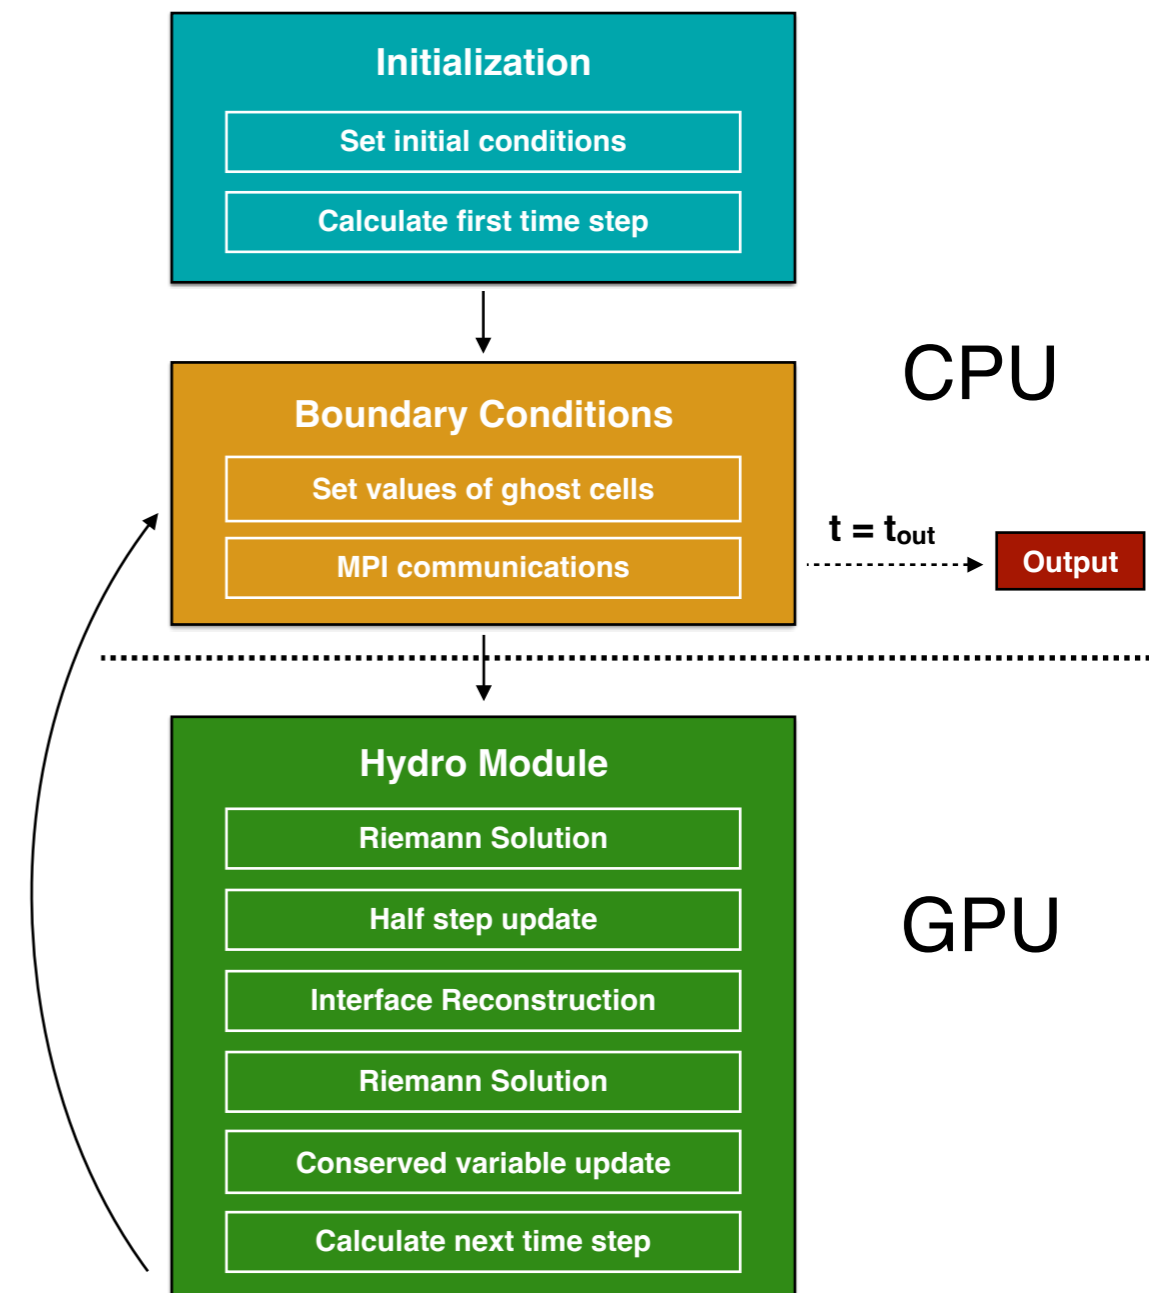 Initialization
Set initial conditions
Calculate first time step
CPU
Boundary Conditions
Set values of ghost cells
MPI communications
t = tout
Output
Hydro Module
Riemann Solution
Half step update
GPU
Interface Reconstruction
Riemann Solution
Conserved variable update
Calculate next time step